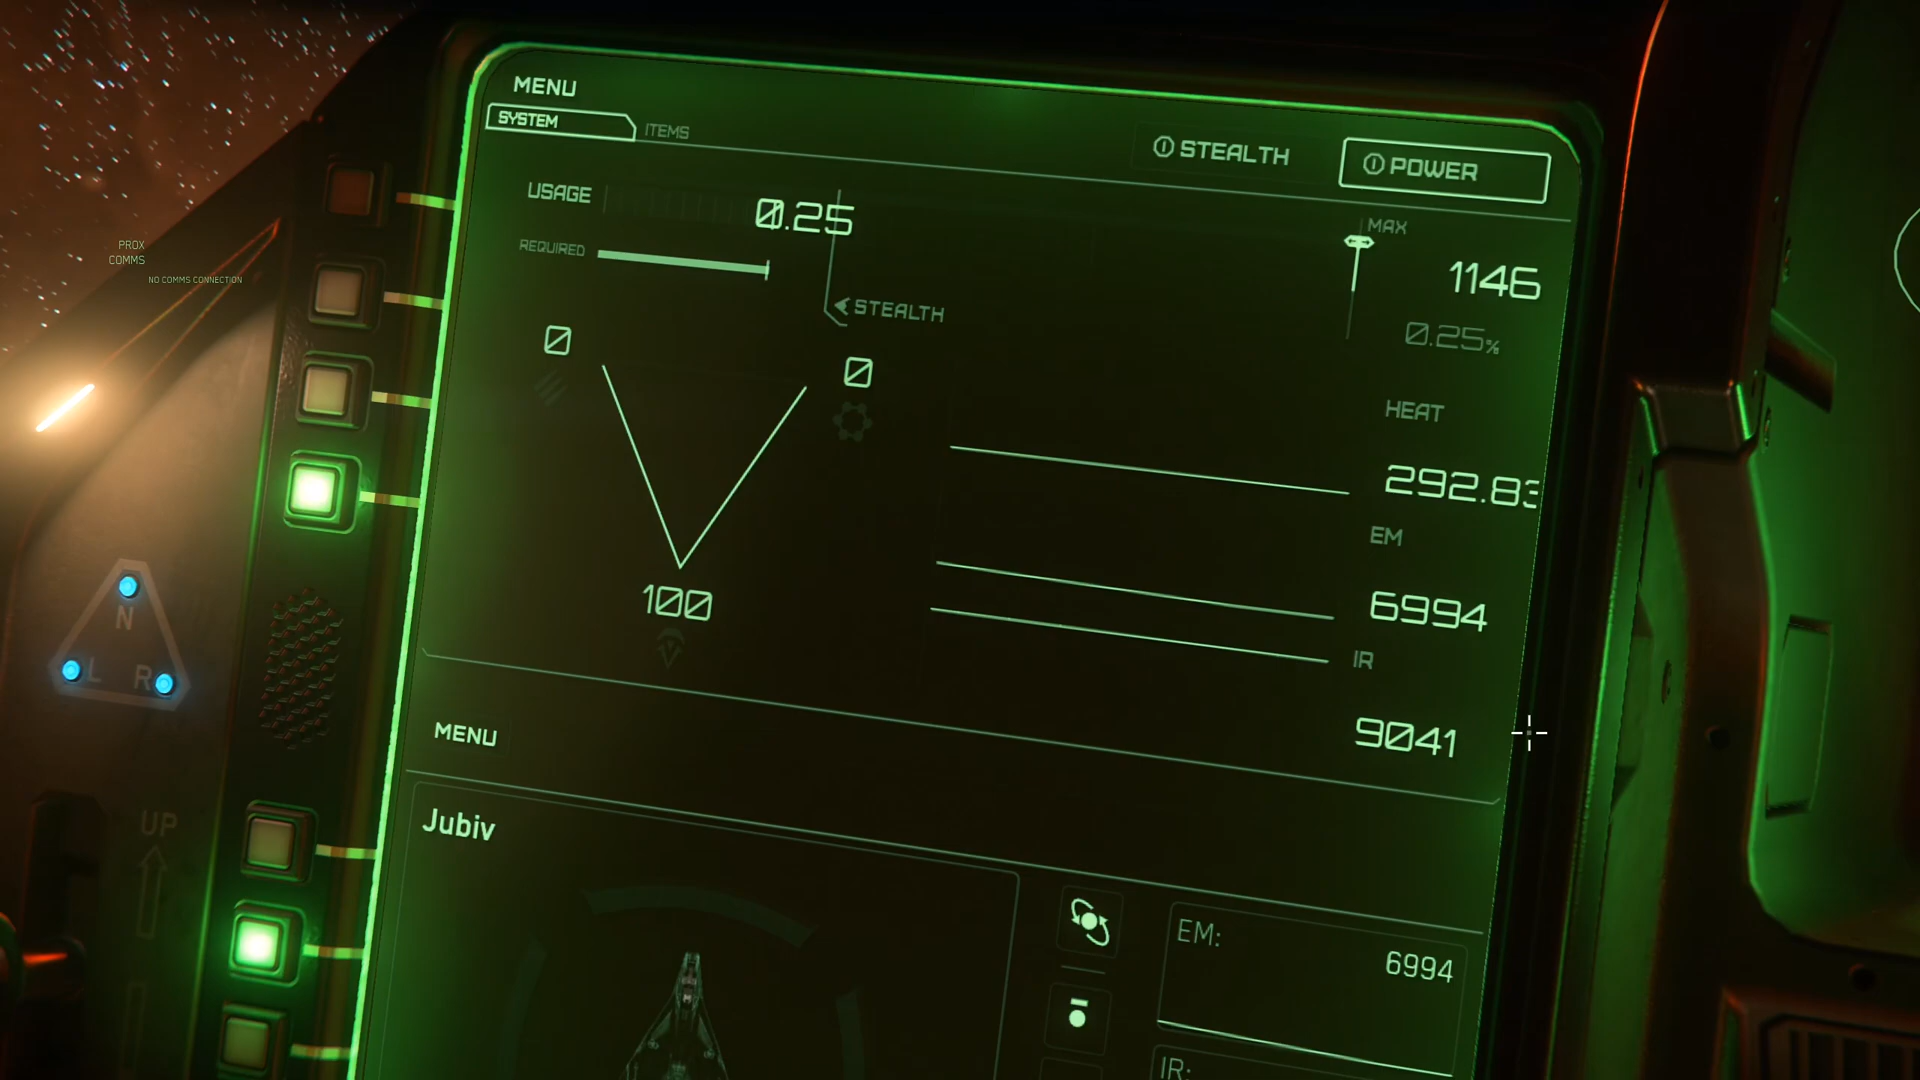 MENU
SYSTEM
ITEMS
STEALTH
POWER
USAGE
0.25
MAX
REQUIRED
1146
STEALTH
0.25%
0
0
HEAT
292.83
EM
100
6994
IR
9041
MENU
Jubiv
EM:
6994
IR:
PROX
COMMS
NO COMMS CONNECTION
N
L
R
UP